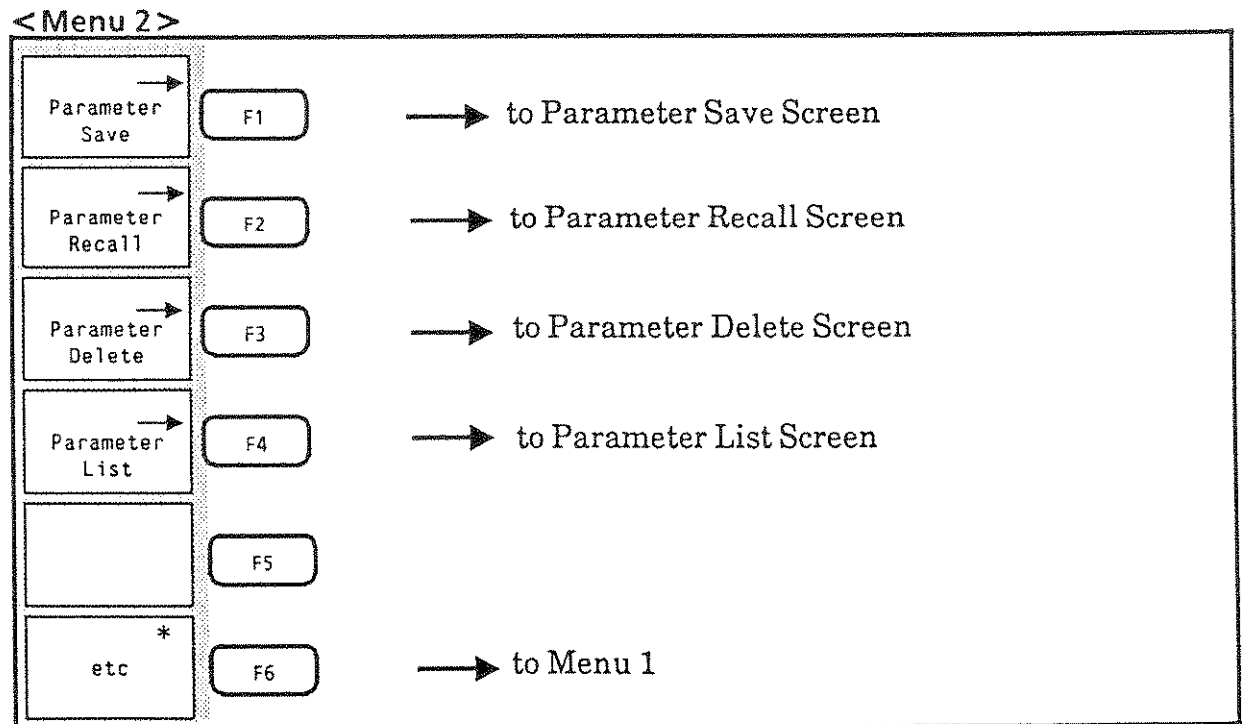 <Menu 2>
Parameter
Save
F1
to Parameter Save Screen
Parameter
Recall
F2
to Parameter Recall Screen
Parameter
Delete
F3
to Parameter Delete Screen
Parameter
List
F4
to Parameter List Screen
F5
*
etc
F6
to Menu 1